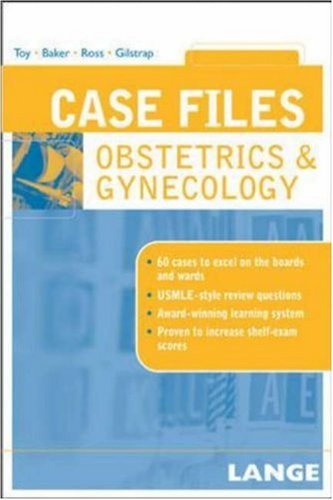 Toy • Baker • Ross • Gilstrap
CASE FILES
OBSTETRICS &
GYNECOLOGY
• 60 cases to excel on the boards
and wards
• USMLE-style review questions
• Award-winning learning system
• Proven to increase shelf-exam
scores
LANGE